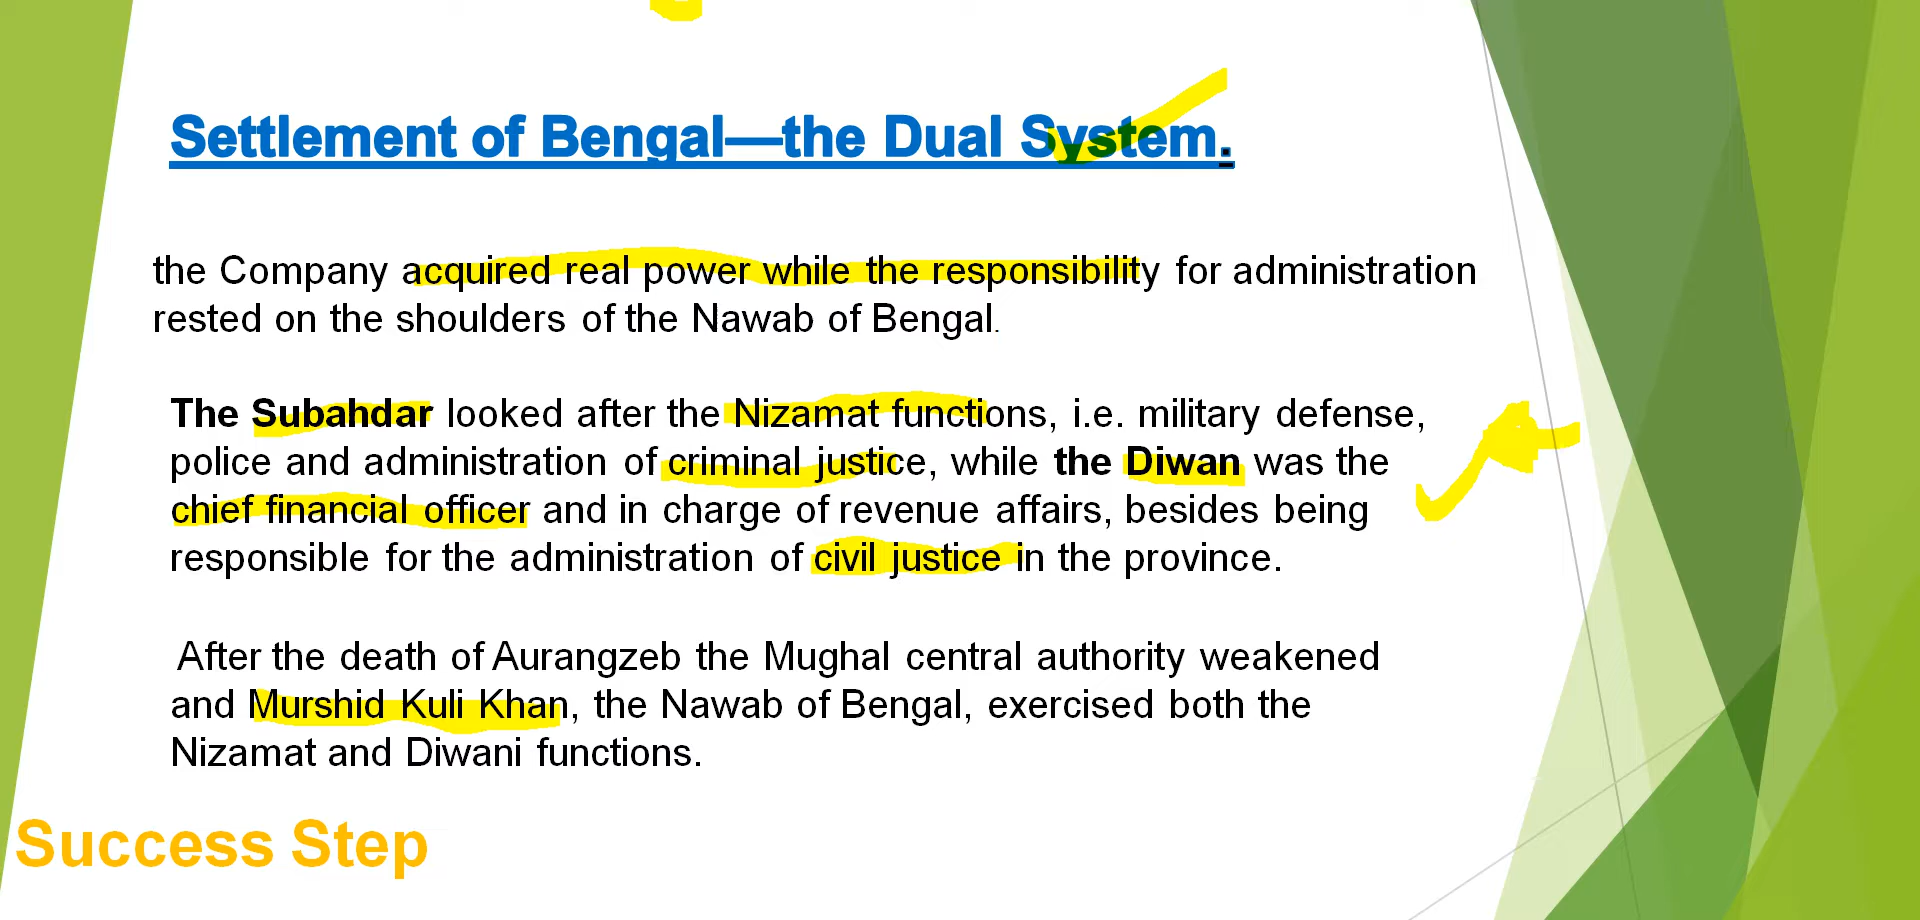 Settlement of Bengal—the Dual System.
the Company acquired real power while the responsibility for administration
rested on the shoulders of the Nawab of Bengal.
The Subahdar looked after the Nizamat functions, i.e. military defense,
police and administration of criminal justice, while the Diwan was the
chief financial officer and in charge of revenue affairs, besides being
responsible for the administration of civil justice in the province.
After the death of Aurangzeb the Mughal central authority weakened
and Murshid Kuli Khan, the Nawab of Bengal, exercised both the
Nizamat and Diwani functions.
Success Step